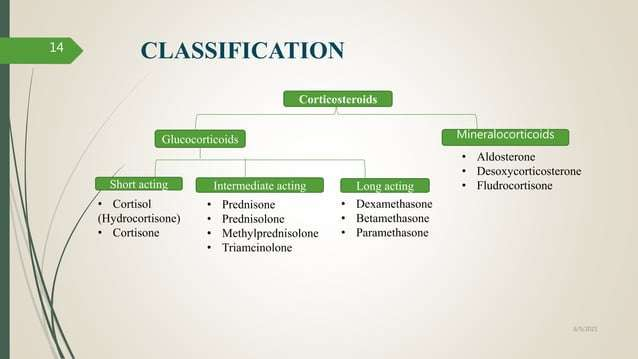 14
CLASSIFICATION
Corticosteroids
Glucocorticoids
Mineralocorticoids
• Aldosterone
• Desoxycorticosterone
• Fludrocortisone
Short acting
• Cortisol
(Hydrocortisone)
• Cortisone
Intermediate acting
• Prednisone
• Prednisolone
• Methylprednisolone
• Triamcinolone
Long acting
• Dexamethasone
• Betamethasone
• Paramethasone